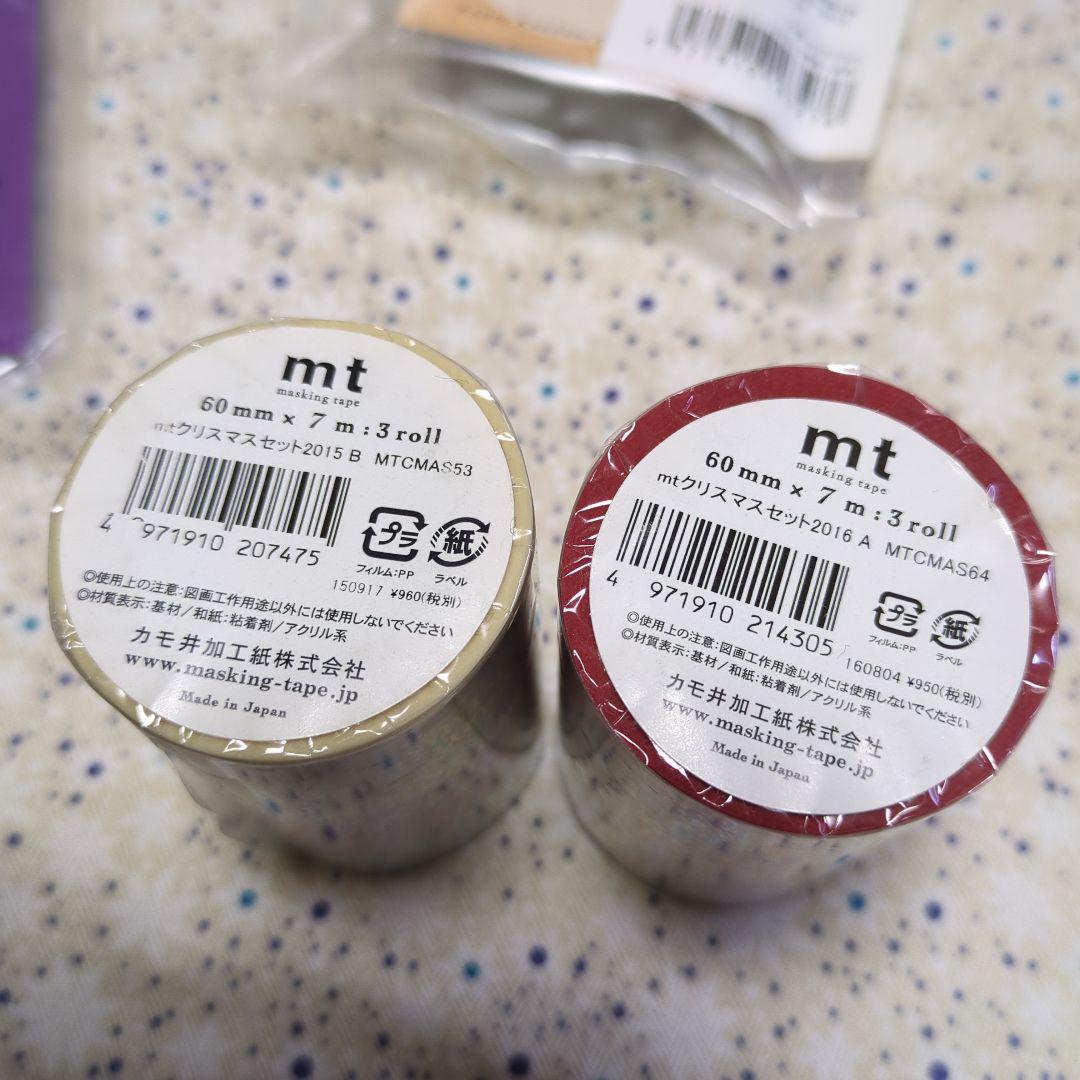 mt
masking tape
60mm × 7 m : 3 roll
mtクリスマスセット2015 B MTCMAS53
4 971910 207475
プラ 紙
フィルム:PP ラベル
150917 ¥960(税別)
◎使用上の注意:図画工作用途以外には使用しないでください
◎材質表示:基材/和紙:粘着剤/アクリル系
カモ井加工紙株式会社
www.masking-tape.jp
Made in Japan
mt
masking tape
60mm × 7 m : 3 roll
mtクリスマスセット2016 A MTCMAS64
4 971910 214305
プラ 紙
フィルム:PP ラベル
160804 ¥950(税別)
◎使用上の注意:図画工作用途以外には使用しないでください
◎材質表示:基材/和紙:粘着剤/アクリル系
カモ井加工紙株式会社
www.masking-tape.jp
Made in Japan